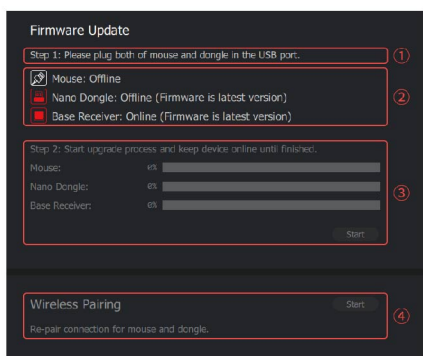 Firmware Update
Step 1: Please plug both of mouse and dongle in the USB port.
①
Mouse: Offline
Nano Dongle: Offline (Firmware is latest version)
②
Base Receiver: Online (Firmware is latest version)
Step 2: Start upgrade process and keep device online until finished.
Mouse: 0%
Nano Dongle: 0%
③
Base Receiver: 0%
Start
Wireless Pairing Start
④
Re-pair connection for mouse and dongle.